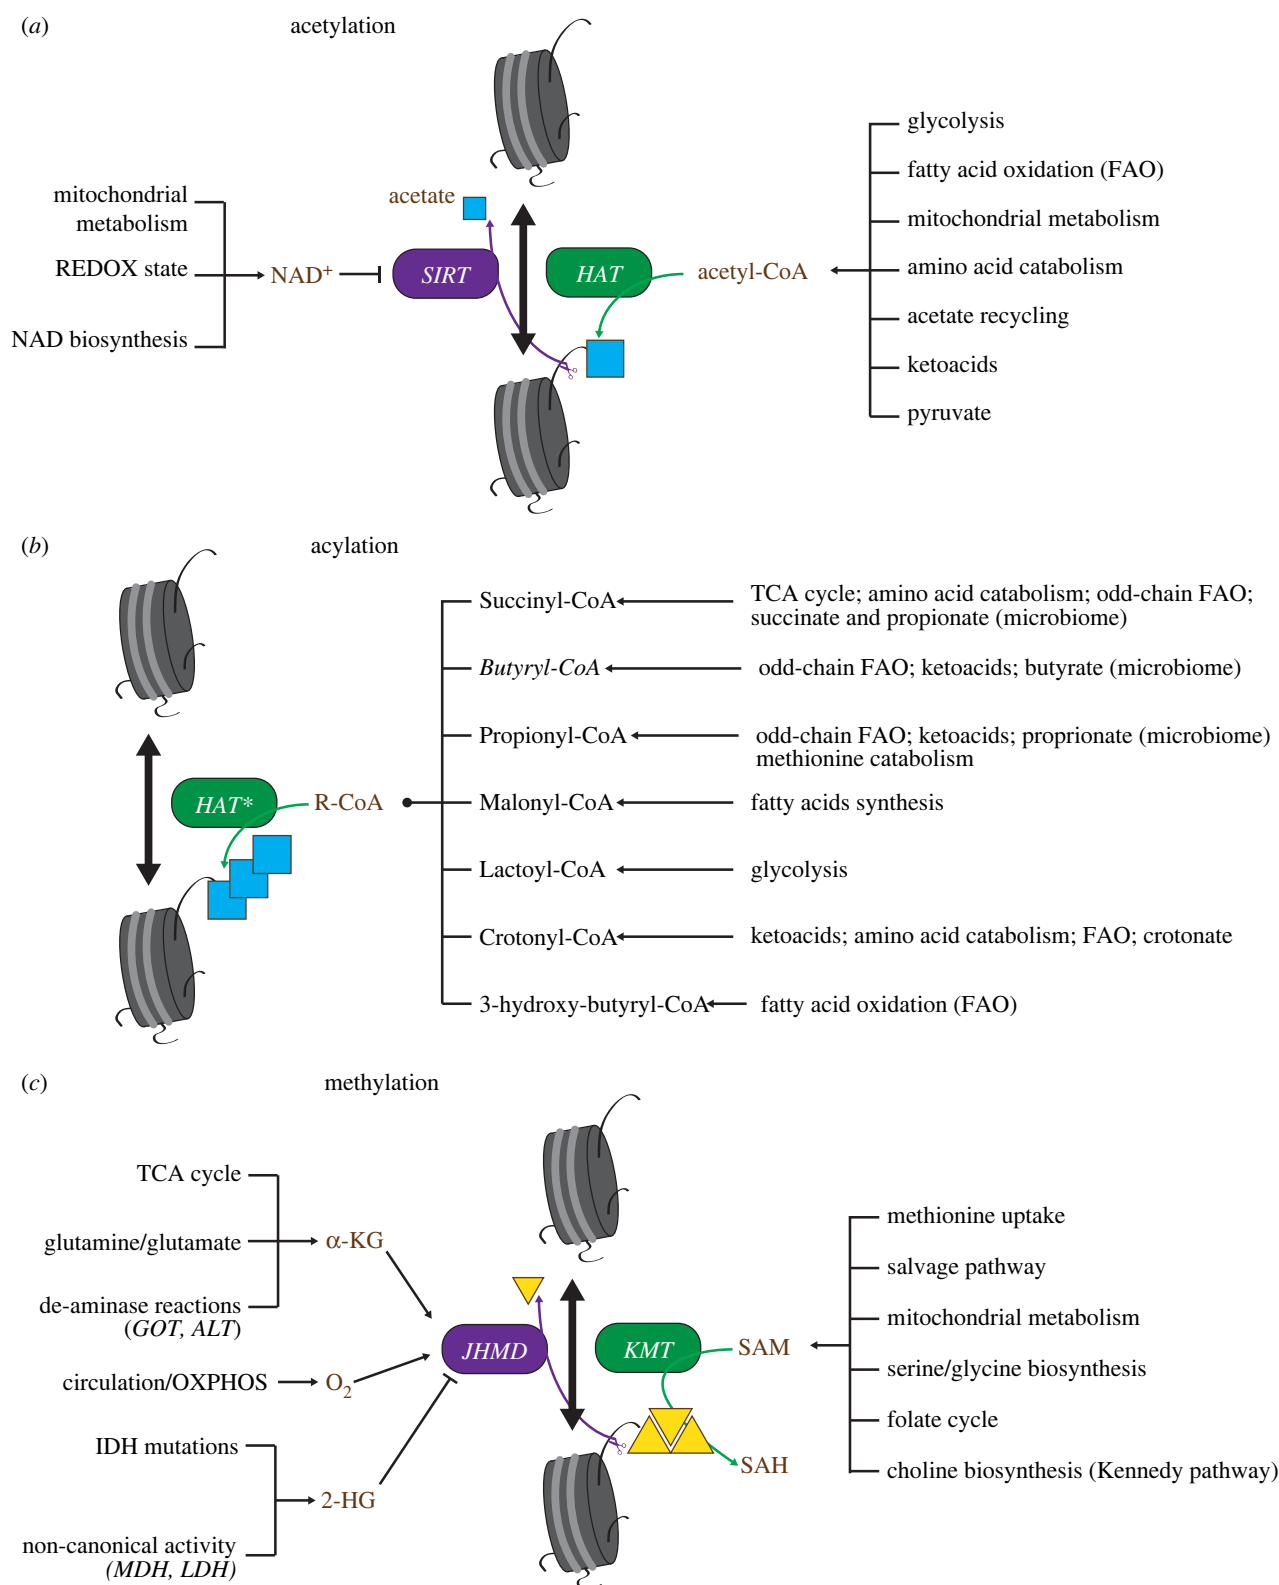 (a)
acetylation
mitochondrial
metabolism
REDOX state
NAD biosynthesis
NAD⁺
acetate
SIRT
HAT
acetyl-CoA
glycolysis
fatty acid oxidation (FAO)
mitochondrial metabolism
amino acid catabolism
acetate recycling
ketoacids
pyruvate
(b)
acylation
HAT*
R-CoA
Succinyl-CoA
TCA cycle; amino acid catabolism; odd-chain FAO;
succinate and propionate (microbiome)
Butyryl-CoA
odd-chain FAO; ketoacids; butyrate (microbiome)
Propionyl-CoA
odd-chain FAO; ketoacids; proprionate (microbiome)
methionine catabolism
Malonyl-CoA
fatty acids synthesis
Lactoyl-CoA
glycolysis
Crotonyl-CoA
ketoacids; amino acid catabolism; FAO; crotonate
3-hydroxy-butyryl-CoA
fatty acid oxidation (FAO)
(c)
methylation
TCA cycle
glutamine/glutamate
de-aminase reactions
(GOT, ALT)
α-KG
circulation/OXPHOS
O₂
IDH mutations
non-canonical activity
(MDH, LDH)
2-HG
JHMD
KMT
SAM
SAH
methionine uptake
salvage pathway
mitochondrial metabolism
serine/glycine biosynthesis
folate cycle
choline biosynthesis (Kennedy pathway)